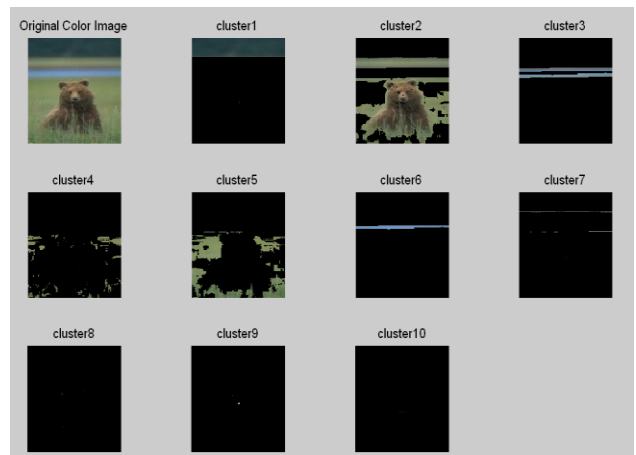 Original Color Image
cluster1
cluster2
cluster3
cluster4
cluster5
cluster6
cluster7
cluster8
cluster9
cluster10